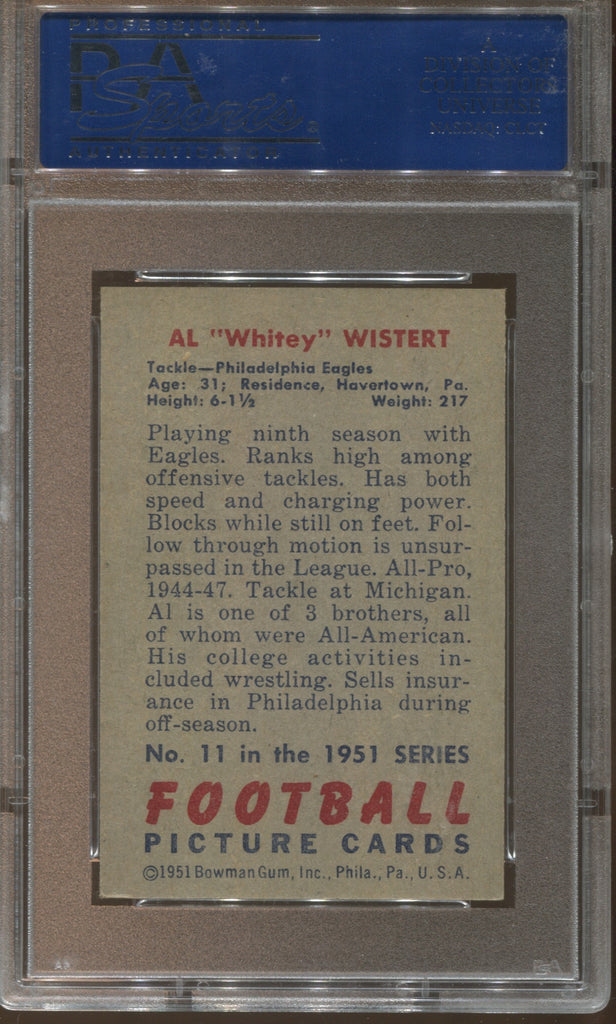 PROFESSIONAL
PSA
Sports
AUTHENTICATOR
A
DIVISION OF
COLLECTORS
UNIVERSE
NASDAQ: CLCT
AL "Whitey" WISTERT
Tackle—Philadelphia Eagles
Age: 31; Residence, Havertown, Pa.
Height: 6-1½ Weight: 217
Playing ninth season with
Eagles. Ranks high among
offensive tackles. Has both
speed and charging power.
Blocks while still on feet. Fol-
low through motion is unsur-
passed in the League. All-Pro,
1944-47. Tackle at Michigan.
Al is one of 3 brothers, all
of whom were All-American.
His college activities in-
cluded wrestling. Sells insur-
ance in Philadelphia during
off-season.
No. 11 in the 1951 SERIES
FOOTBALL
PICTURE CARDS
©1951 Bowman Gum, Inc., Phila., Pa., U.S.A.